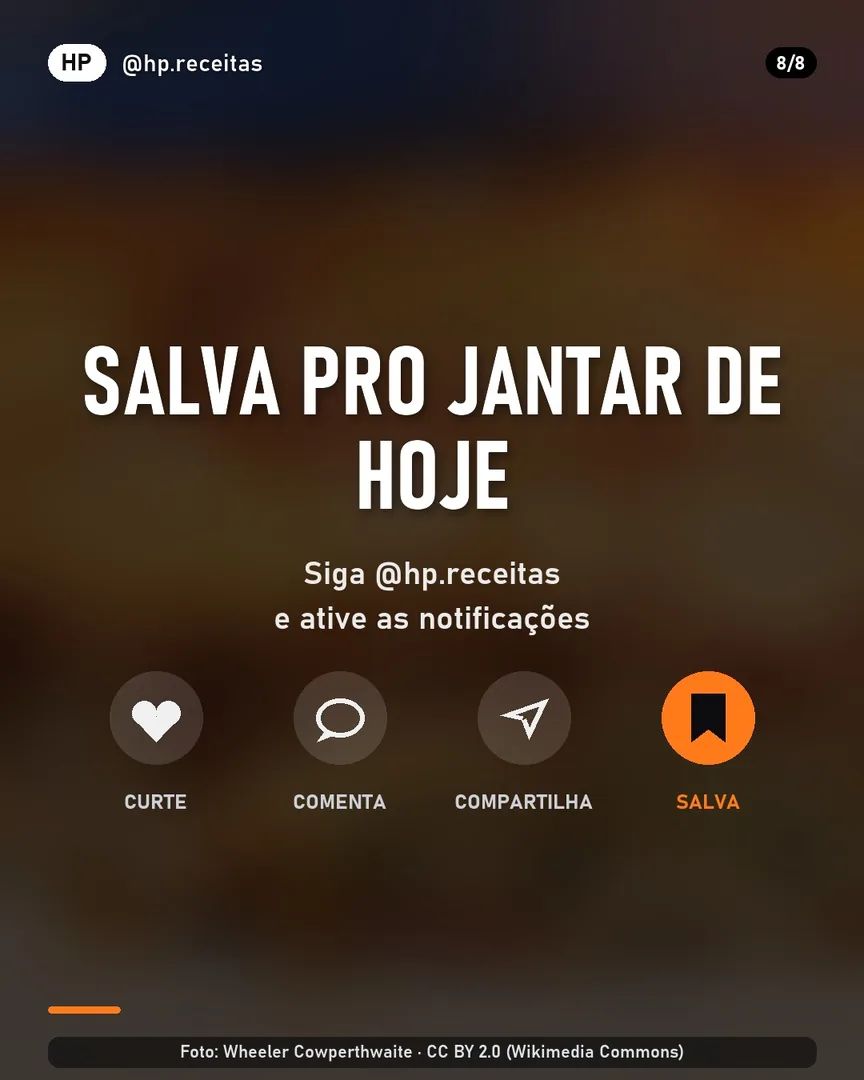 HP @hp.receitas 8/8
SALVA PRO JANTAR DE
HOJE
Siga @hp.receitas
e ative as notificações
CURTE COMENTA COMPARTILHA SALVA
Foto: Wheeler Cowperthwaite · CC BY 2.0 (Wikimedia Commons)